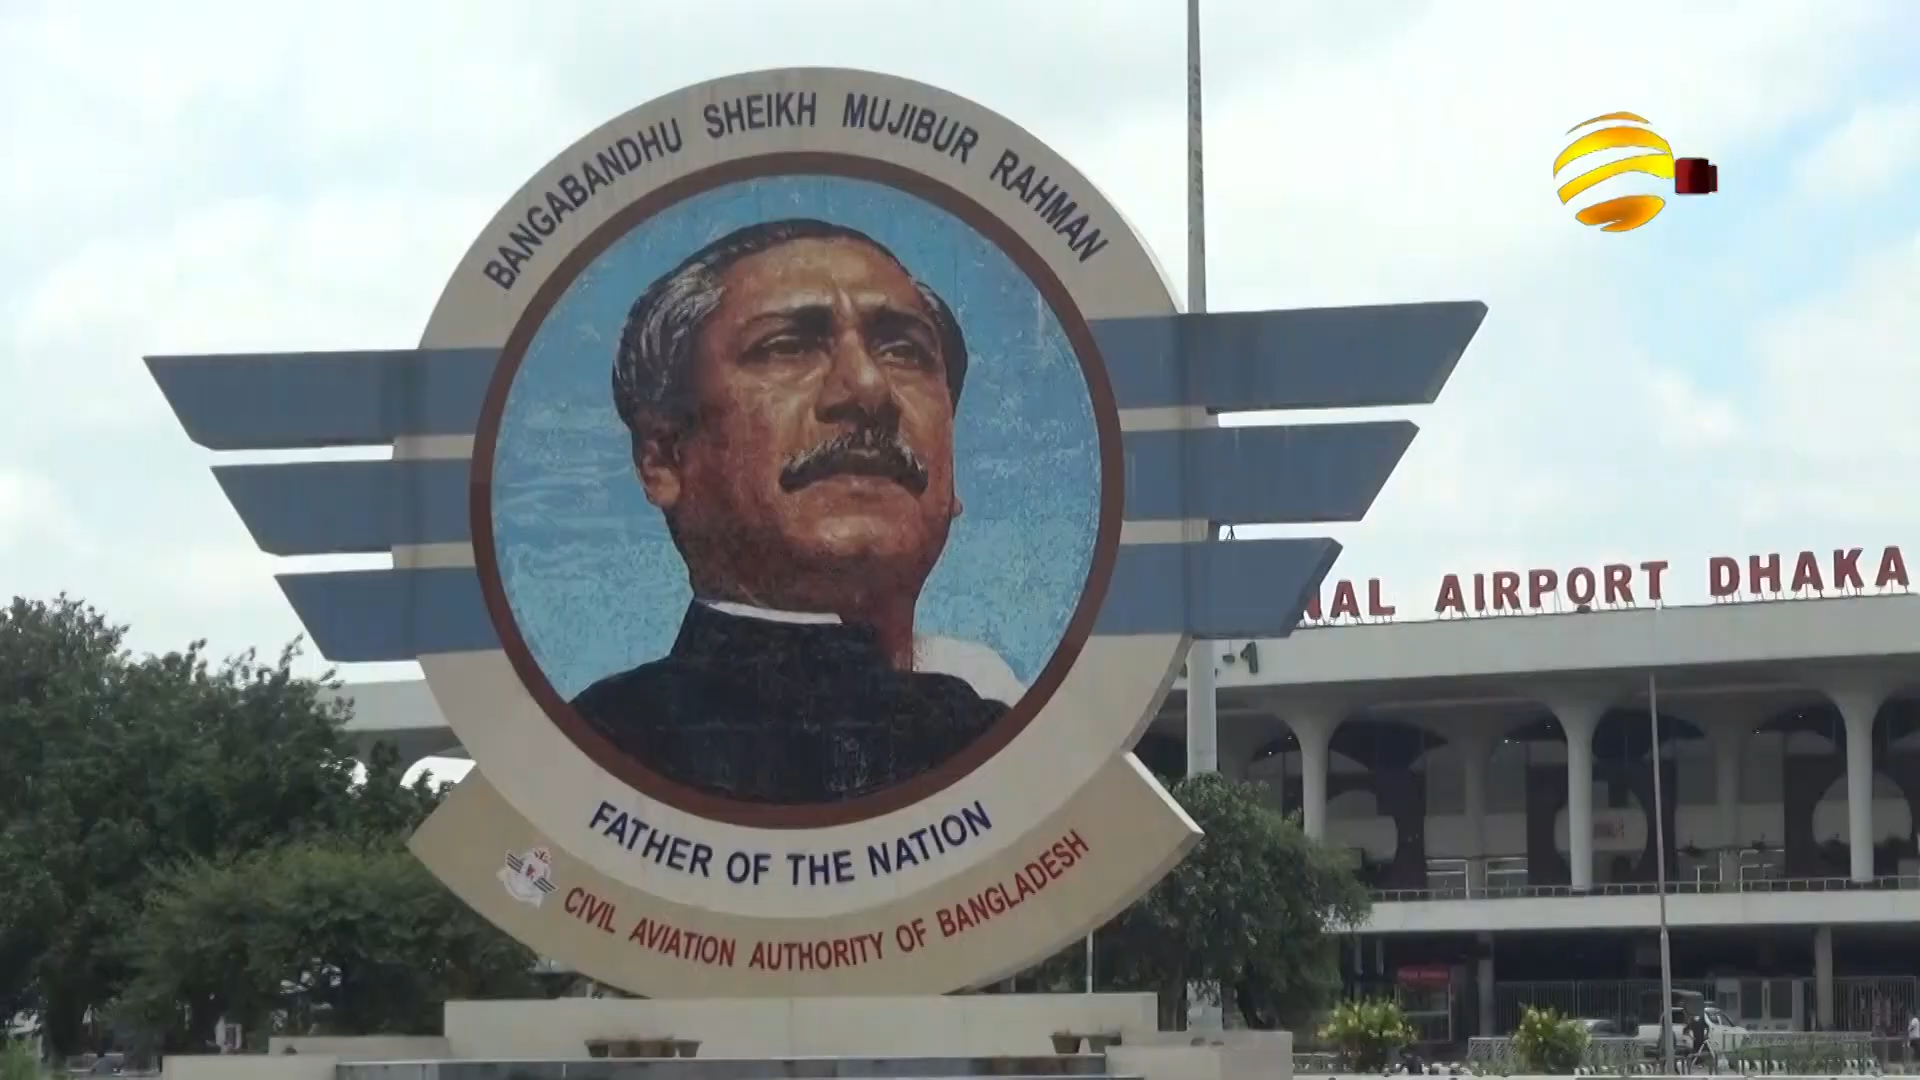 BANGABANDHU SHEIKH MUJIBUR RAHMAN
FATHER OF THE NATION
CIVIL AVIATION AUTHORITY OF BANGLADESH
NAL AIRPORT DHAKA